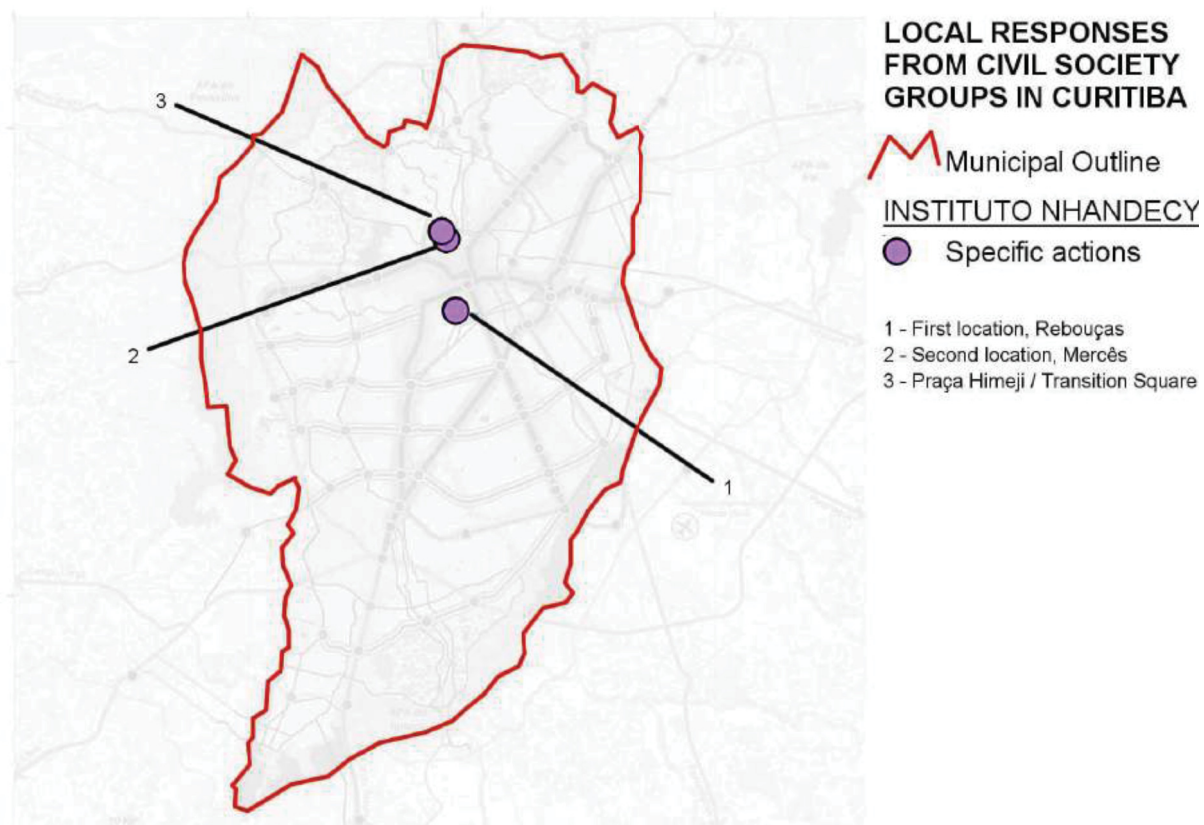 LOCAL RESPONSES
FROM CIVIL SOCIETY
GROUPS IN CURITIBA
Municipal Outline
INSTITUTO NHANDECY
Specific actions
1 - First location, Rebouças
2 - Second location, Mercês
3 - Praça Himeji / Transition Square
3
2
1